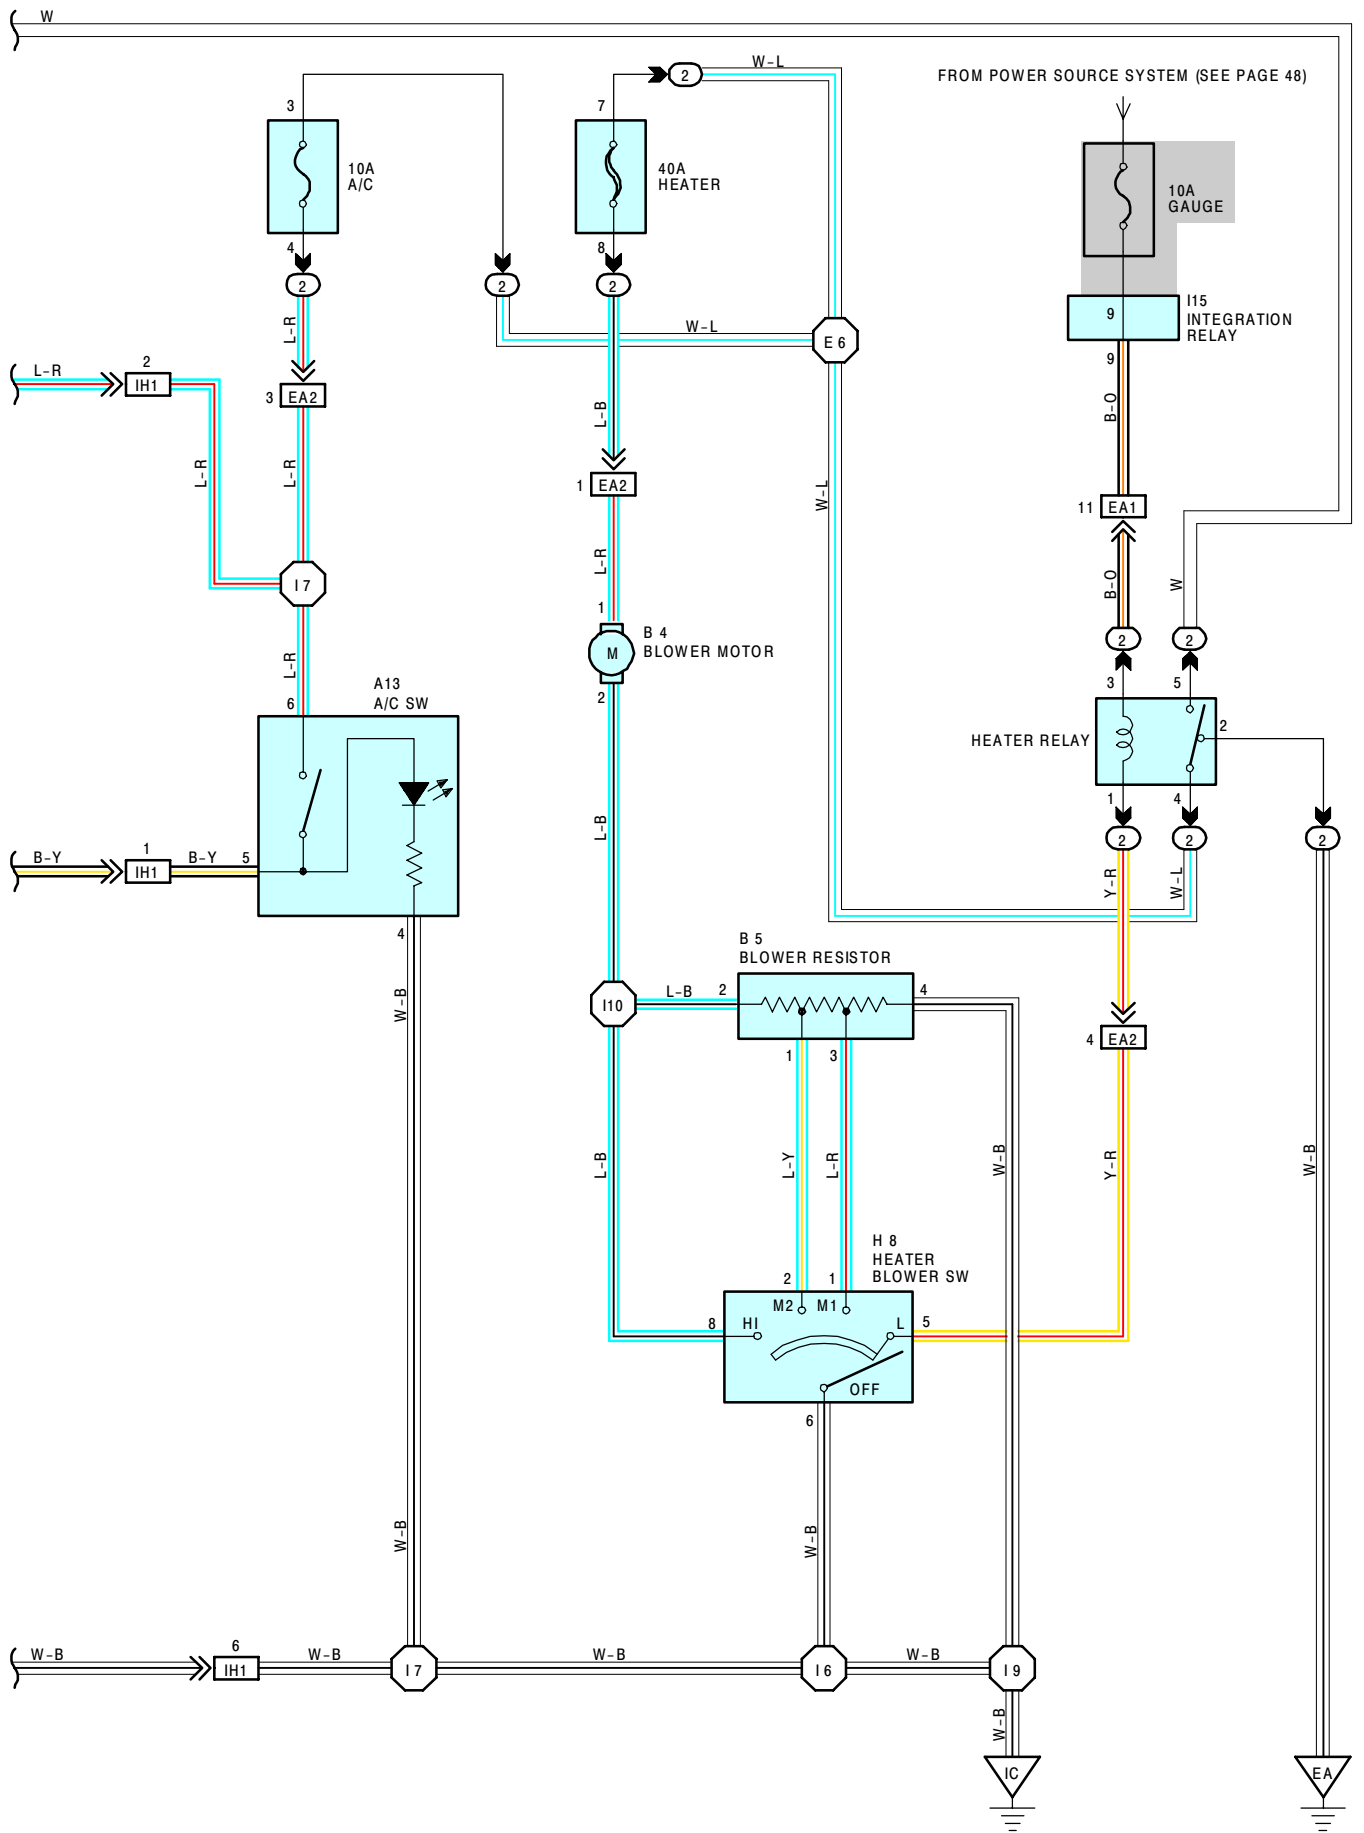 W
W-L
2
FROM POWER SOURCE SYSTEM (SEE PAGE 48)
3
7
10A
A/C
40A
HEATER
10A
GAUGE
4
8
2
2
2
I15
INTEGRATION
RELAY
9
L-R
W-L
E 6
9
2
L-R
IH1
3
EA2
L-B
B-O
L-R
L-R
1
EA2
W-L
11
EA1
L-R
I 7
B-O
W
1
B 4
BLOWER MOTOR
M
2
2
L-R
A13
A/C SW
6
2
3
5
HEATER RELAY
2
1
4
L-B
2
2
2
B-Y
1
IH1
B-Y
5
Y-R
W-L
4
W-B
B 5
BLOWER RESISTOR
I10
L-B
2
4
4
EA2
1
3
L-B
L-Y
L-R
W-B
Y-R
W-B
H 8
HEATER
BLOWER SW
2
1
M2
M1
8
HI
L
5
OFF
6
W-B
W-B
W-B
6
IH1
W-B
I 7
W-B
I 6
W-B
I 9
W-B
IC
EA